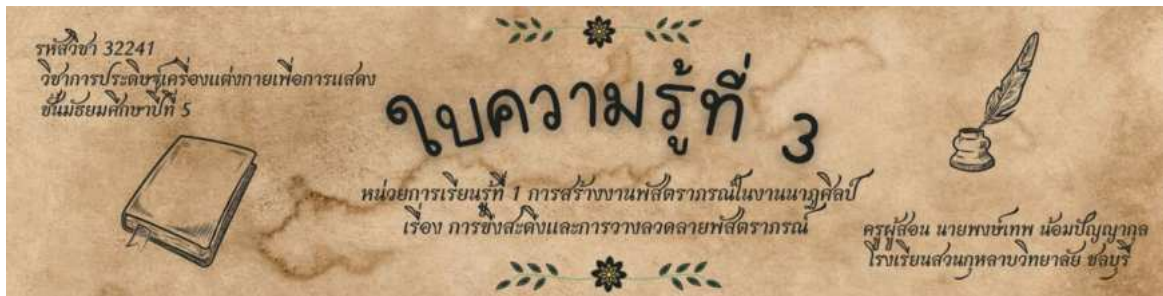 รหัสวิชา 32241
วิชาการประดิษฐ์เครื่องแต่งกายเพื่อการแสดง
ชั้นมัธยมศึกษาปีที่ 5
ใบความรู้ที่ 3
หน่วยการเรียนรู้ที่ 1 การสร้างงานพัสตราภรณ์ในงานนาฏศิลป์
เรื่อง การขึงสะดึงและการวางลวดลายพัสตราภรณ์
ครูผู้สอน นายพงษ์เทพ น้อมปัญญากุล
โรงเรียนสวนกุหลาบวิทยาลัย ชลบุรี